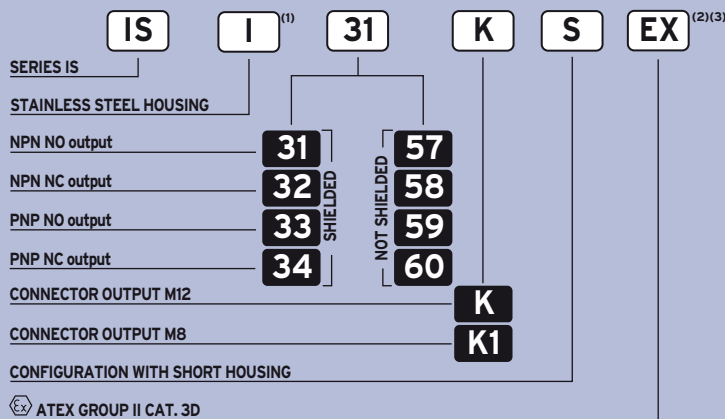 IS I (1) 31 K S EX (2)(3)
SERIES IS
STAINLESS STEEL HOUSING
NPN NO output 31 57
NPN NC output 32 58
PNP NO output 33 59
PNP NC output 34 60
SHIELDED
NOT SHIELDED
CONNECTOR OUTPUT M12 K
CONNECTOR OUTPUT M8 K1
CONFIGURATION WITH SHORT HOUSING
Ex ATEX GROUP II CAT. 3D